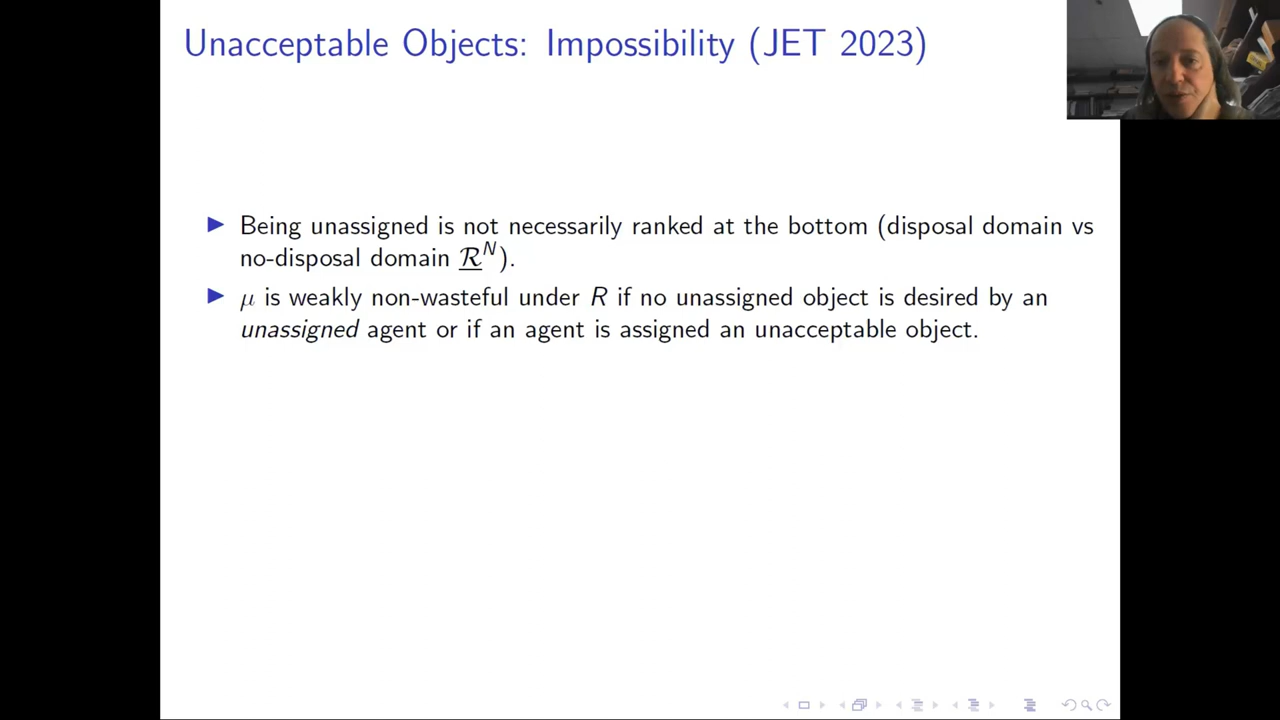 Unacceptable Objects: Impossibility (JET 2023)
▶ Being unassigned is not necessarily ranked at the bottom (disposal domain vs
no-disposal domain $\underline{\mathcal{R}}^N$).
▶ μ is weakly non-wasteful under R if no unassigned object is desired by an
unassigned agent or if an agent is assigned an unacceptable object.